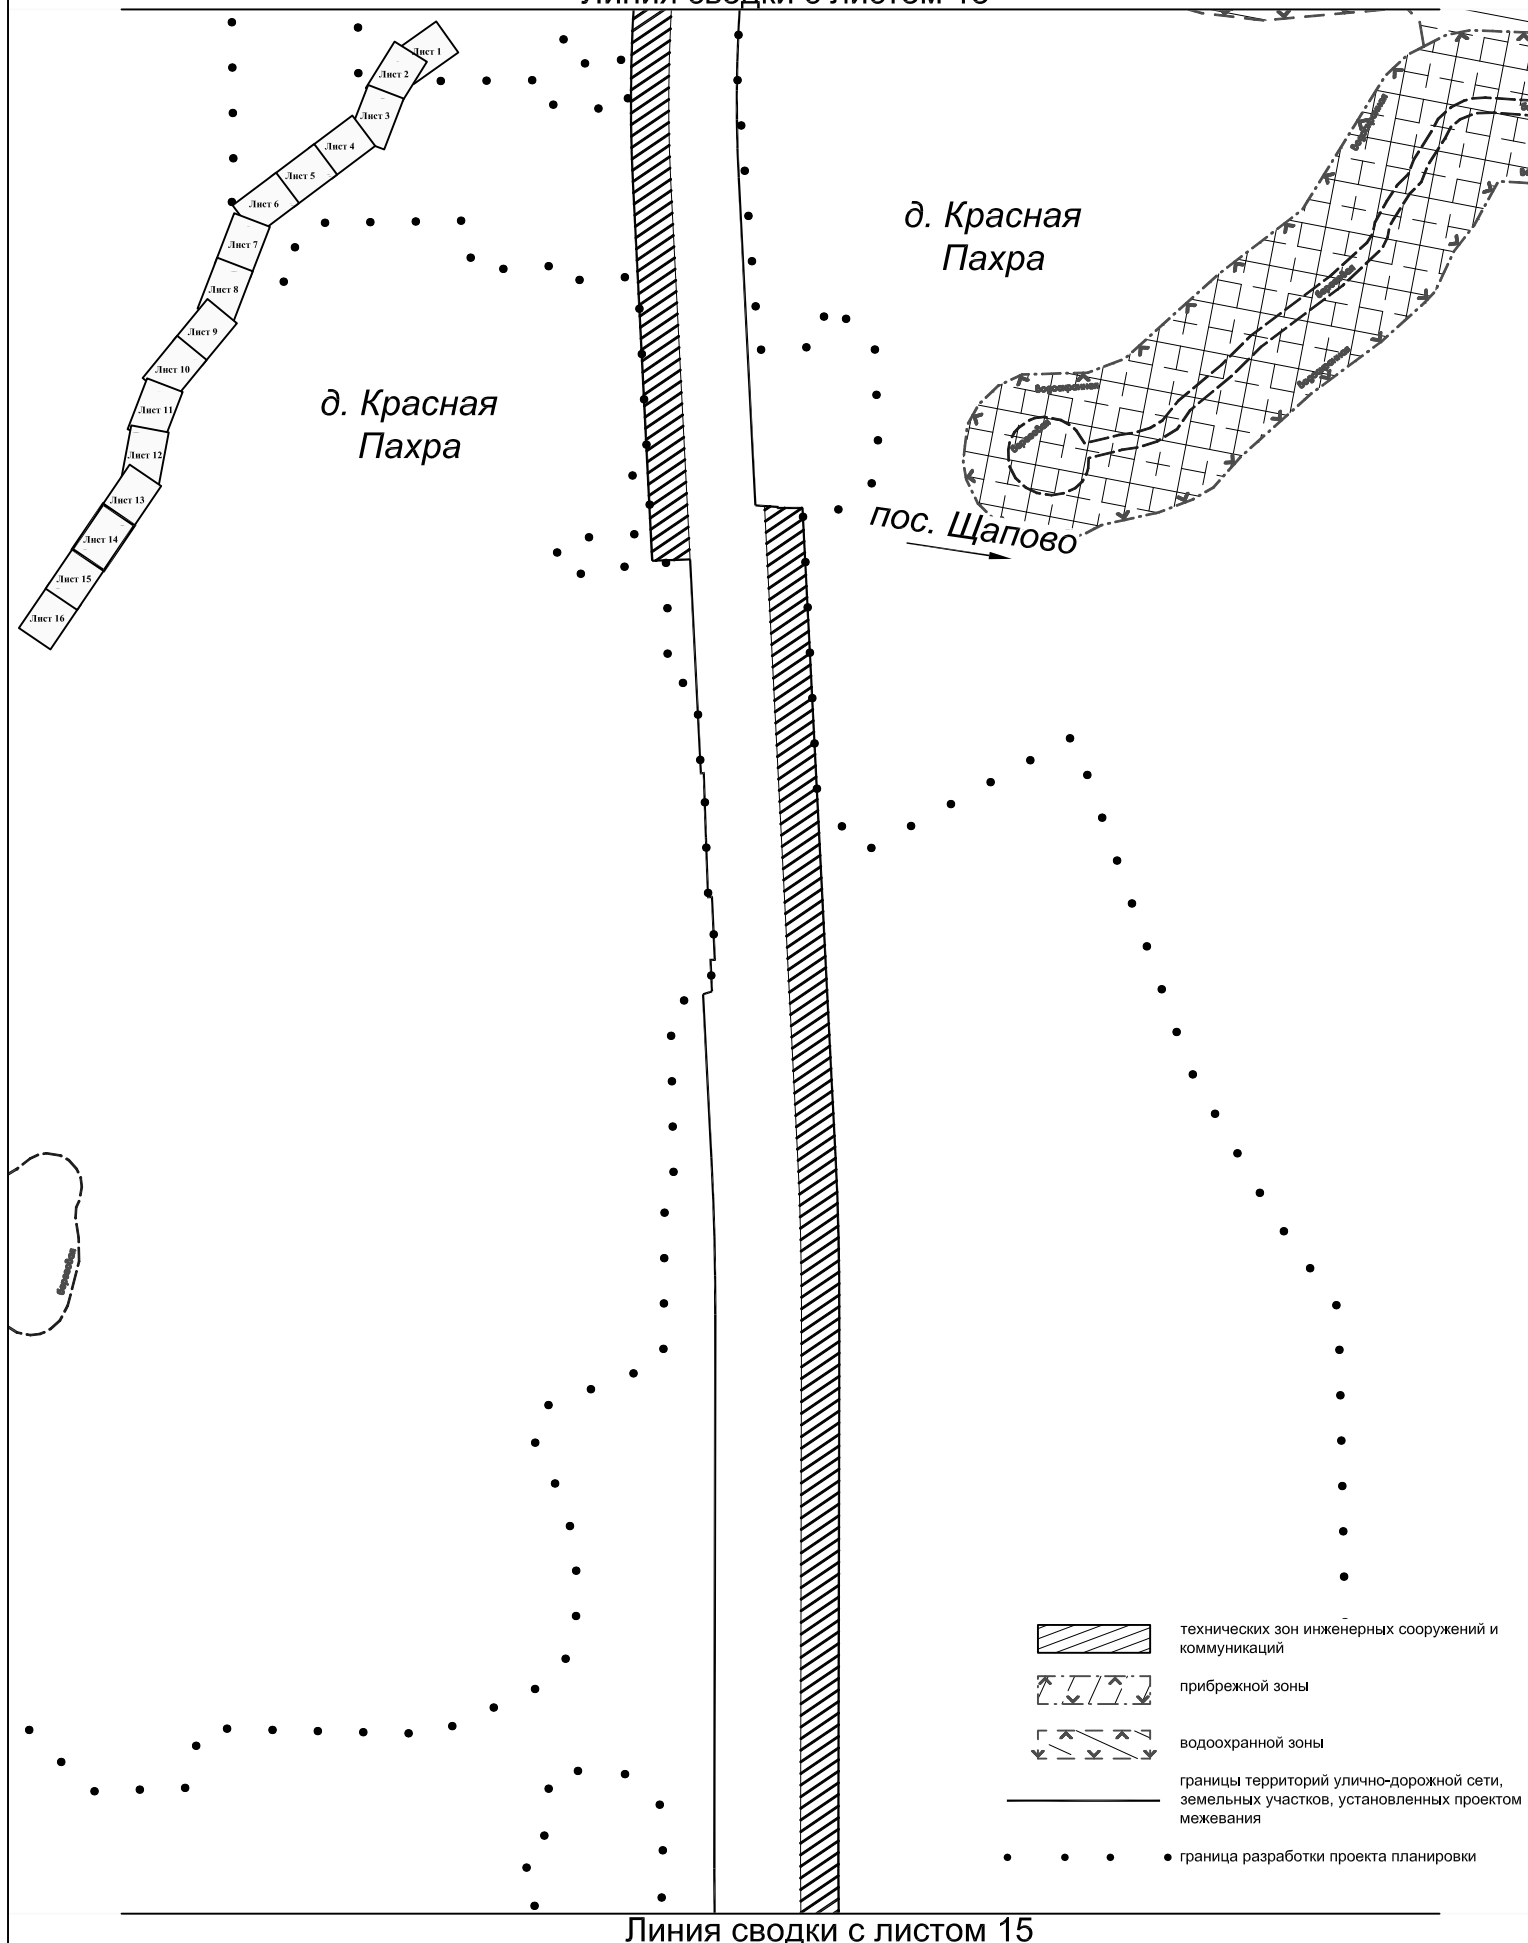 Лист 1
Лист 2
Лист 3
Лист 4
Лист 5
Лист 6
Лист 7
Лист 8
Лист 9
Лист 10
Лист 11
Лист 12
Лист 13
Лист 14
Лист 15
Лист 16
д. Красная
Пахра
д. Красная
Пахра
водоохранная
пос. Щапово
технических зон инженерных сооружений и
коммуникаций
прибрежной зоны
водоохранной зоны
границы территорий улично-дорожной сети,
земельных участков, установленных проектом
межевания
граница разработки проекта планировки
Линия сводки с листом 15